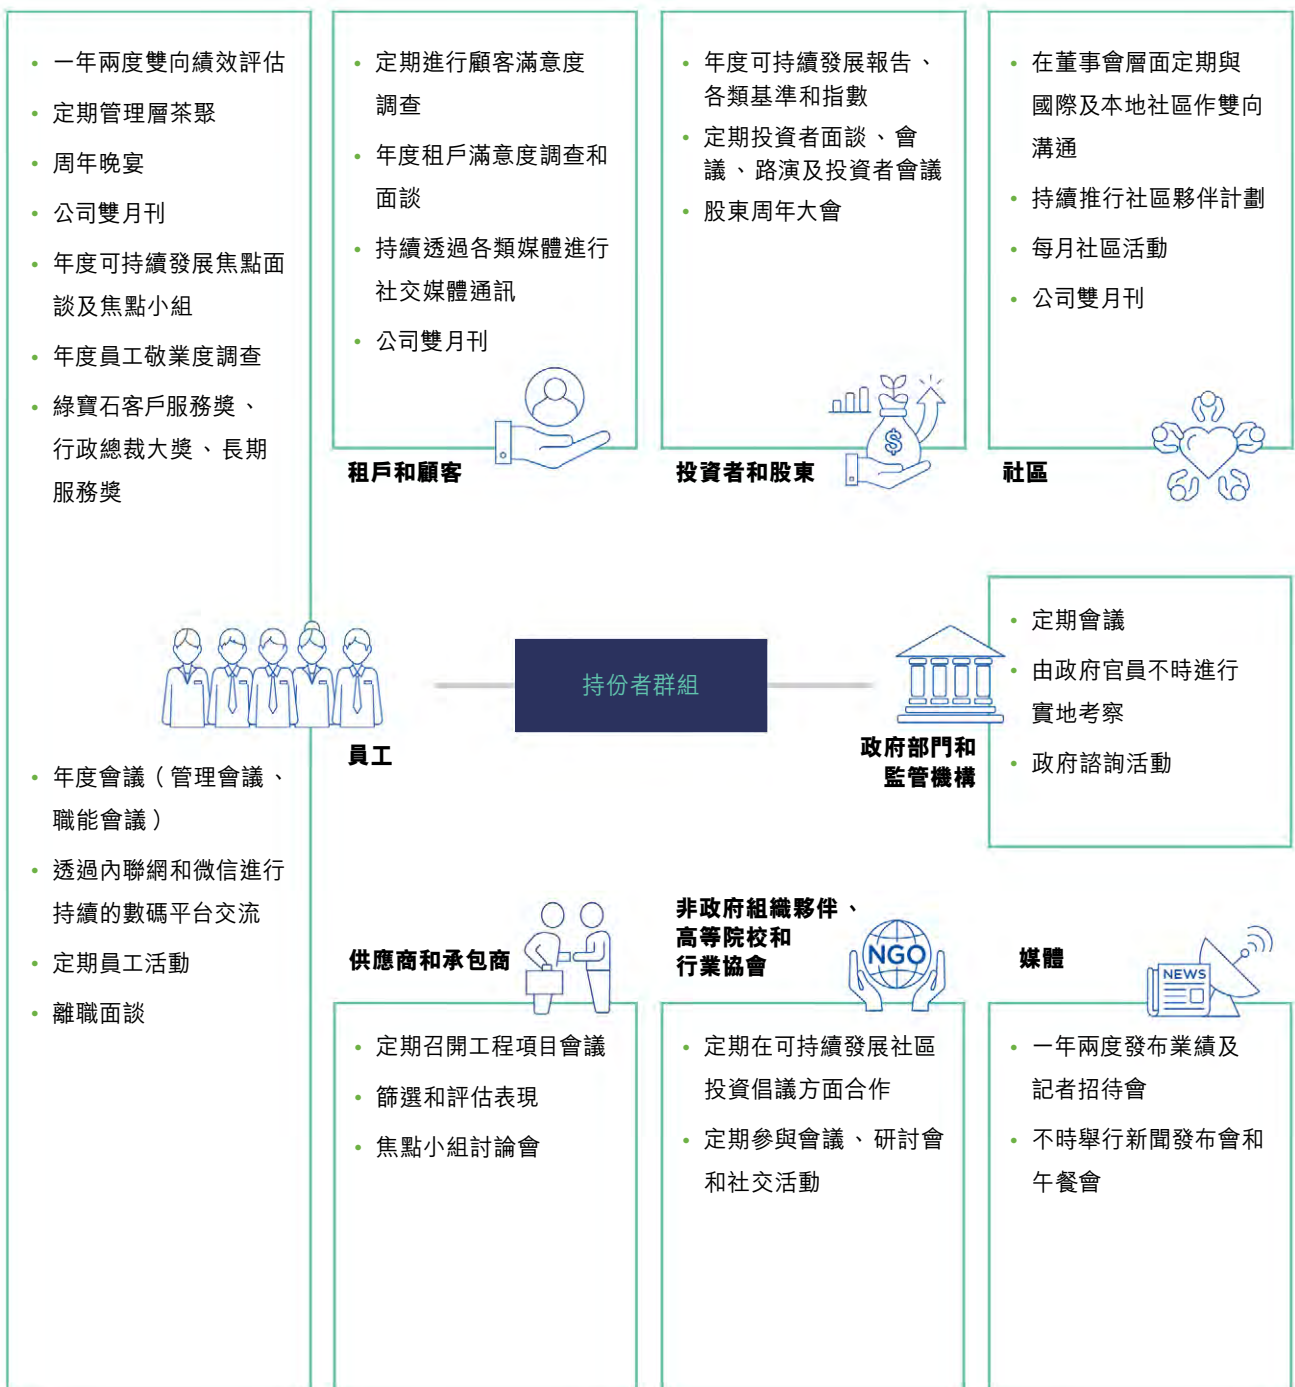 • 一年兩度雙向績效評估
• 定期管理層茶聚
• 周年晚宴
• 公司雙月刊
• 年度可持續發展焦點面
談及焦點小組
• 年度員工敬業度調查
• 綠寶石客戶服務獎、
行政總裁大獎、長期
服務獎
員工
• 年度會議（管理會議、
職能會議）
• 透過內聯網和微信進行
持續的數碼平台交流
• 定期員工活動
• 離職面談
• 定期進行顧客滿意度
調查
• 年度租戶滿意度調查和
面談
• 持續透過各類媒體進行
社交媒體通訊
• 公司雙月刊
租戶和顧客
• 年度可持續發展報告、
各類基準和指數
• 定期投資者面談、會
議、路演及投資者會議
• 股東周年大會
$
投資者和股東
• 在董事會層面定期與
國際及本地社區作雙向
溝通
• 持續推行社區夥伴計劃
• 每月社區活動
• 公司雙月刊
社區
持份者群組
政府部門和
監管機構
• 定期會議
• 由政府官員不時進行
實地考察
• 政府諮詢活動
供應商和承包商
• 定期召開工程項目會議
• 篩選和評估表現
• 焦點小組討論會
非政府組織夥伴、
高等院校和
行業協會
NGO
• 定期在可持續發展社區
投資倡議方面合作
• 定期參與會議、研討會
和社交活動
媒體
NEWS
• 一年兩度發布業績及
記者招待會
• 不時舉行新聞發布會和
午餐會